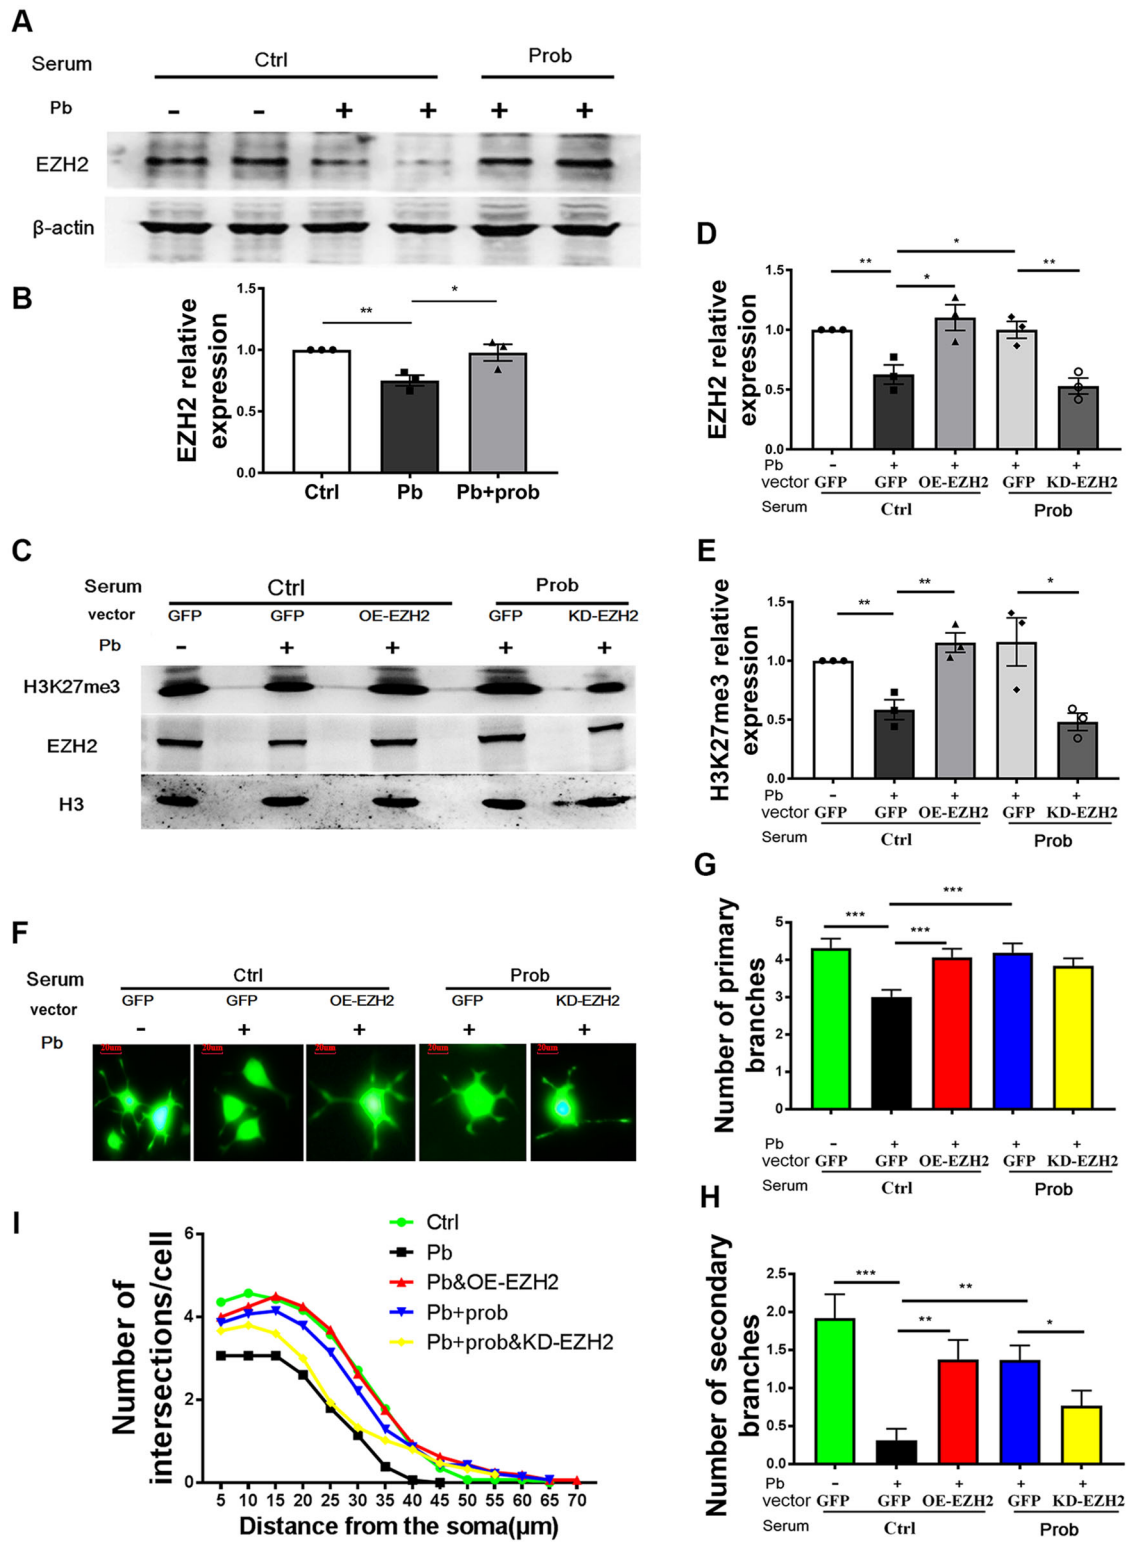 A
Serum Ctrl Prob
Pb - - + + + +
EZH2
β-actin
B
EZH2 relative expression
1.5
1.0
0.5
0.0
** *
Ctrl Pb Pb+prob
C
Serum Ctrl Prob
vector GFP GFP OE-EZH2 GFP KD-EZH2
Pb - + + + +
H3K27me3
EZH2
H3
D
EZH2 relative expression
1.5
1.0
0.5
0.0
** * * **
Pb - + + + +
vector GFP GFP OE-EZH2 GFP KD-EZH2
Serum Ctrl Prob
E
H3K27me3 relative expression
1.5
1.0
0.5
0.0
** ** *
Pb - + + + +
vector GFP GFP OE-EZH2 GFP KD-EZH2
Serum Ctrl Prob
F
Serum Ctrl Prob
vector GFP GFP OE-EZH2 GFP KD-EZH2
Pb - + + + +
20um 20um 20um 20um 20um
G
Number of primary branches
5
4
3
2
1
0
*** *** ***
Pb - + + + +
vector GFP GFP OE-EZH2 GFP KD-EZH2
Serum Ctrl Prob
H
Number of secondary branches
2.5
2.0
1.5
1.0
0.5
0.0
*** ** ** *
Pb - + + + +
vector GFP GFP OE-EZH2 GFP KD-EZH2
Serum Ctrl Prob
I
Number of intersections/cell
6
4
2
0
Ctrl
Pb
Pb&OE-EZH2
Pb+prob
Pb+prob&KD-EZH2
5 10 15 20 25 30 35 40 45 50 55 60 65 70
Distance from the soma(μm)